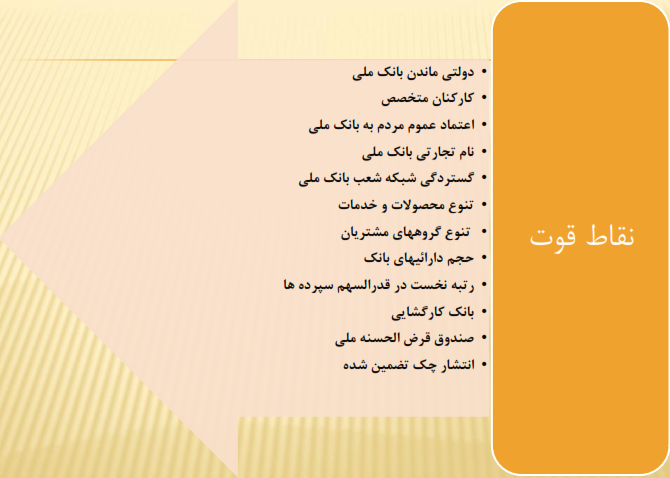 نقاط قوت
• دولتی ماندن بانک ملی
• کارکنان متخصص
• اعتماد عموم مردم به بانک ملی
• نام تجارتی بانک ملی
• گستردگی شبکه شعب بانک ملی
• تنوع محصولات و خدمات
• تنوع گروههای مشتریان
• حجم دارائیهای بانک
• رتبه نخست در قدرالسهم سپرده ها
• بانک کارگشایی
• صندوق قرض الحسنه ملی
• انتشار چک تضمین شده